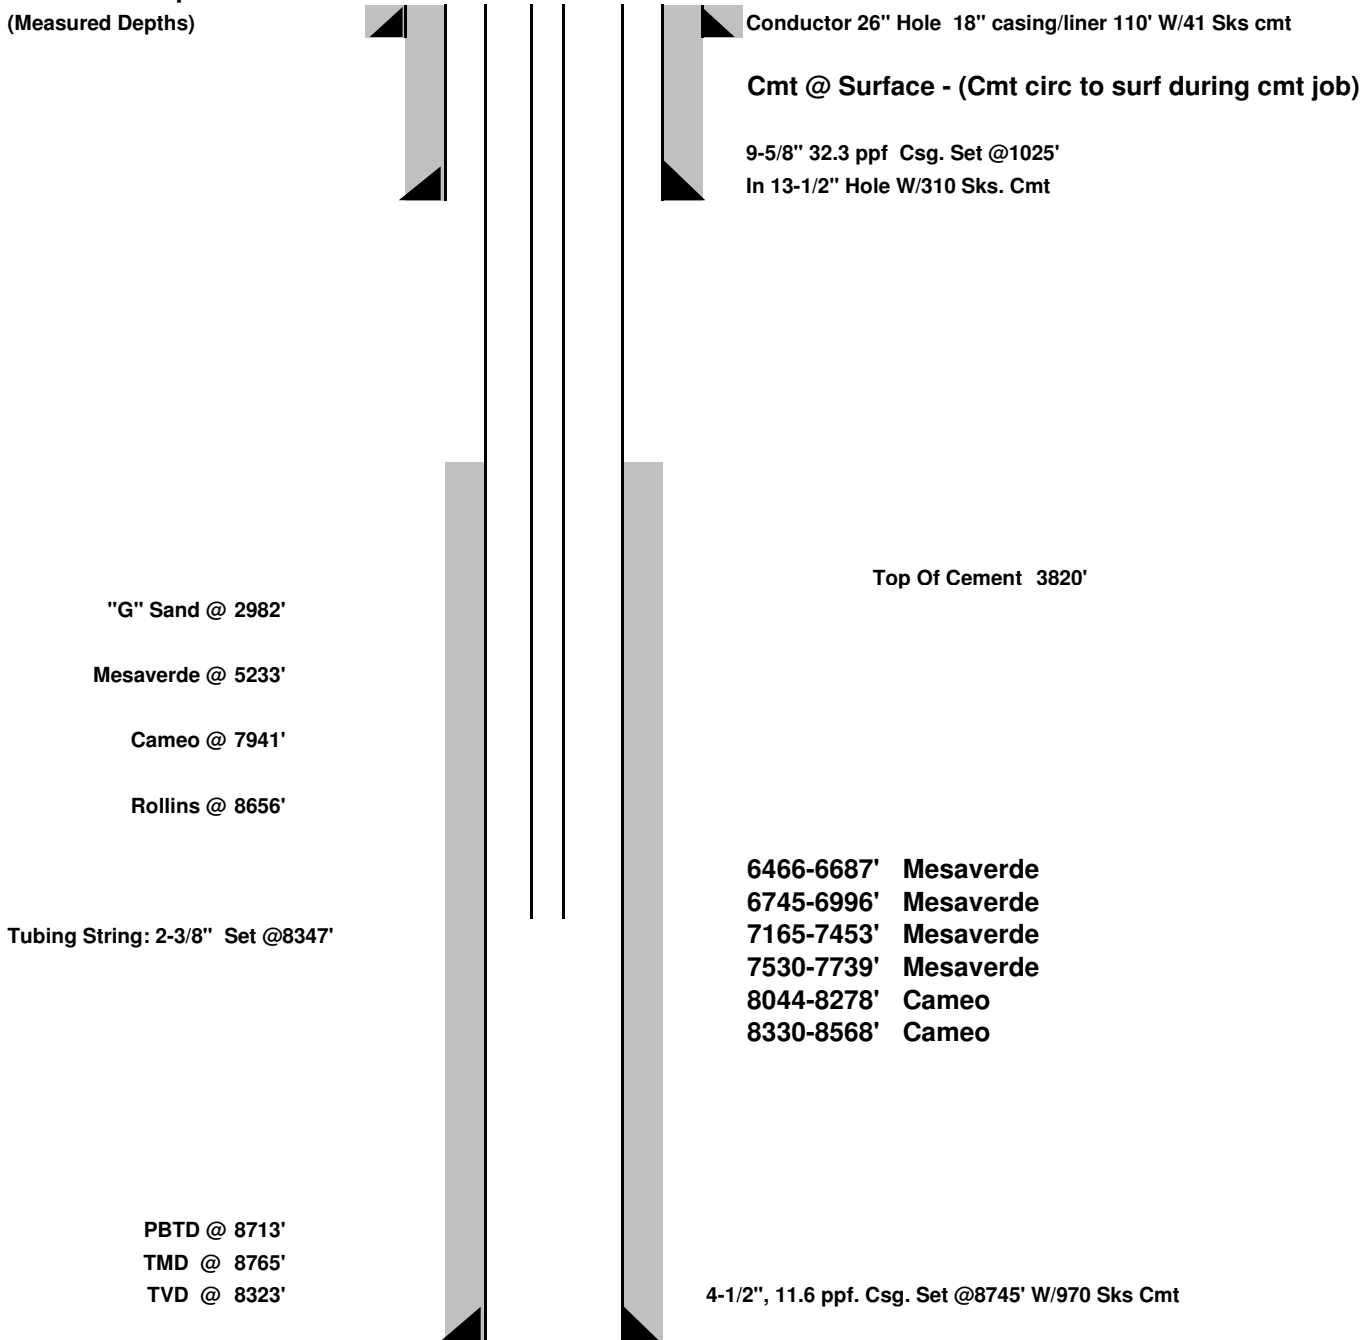 (Measured Depths)
Conductor 26" Hole 18" casing/liner 110' W/41 Sks cmt
Cmt @ Surface - (Cmt circ to surf during cmt job)
9-5/8" 32.3 ppf Csg. Set @1025'
In 13-1/2" Hole W/310 Sks. Cmt
Top Of Cement 3820'
"G" Sand @ 2982'
Mesaverde @ 5233'
Cameo @ 7941'
Rollins @ 8656'
6466-6687' Mesaverde
6745-6996' Mesaverde
7165-7453' Mesaverde
7530-7739' Mesaverde
8044-8278' Cameo
8330-8568' Cameo
Tubing String: 2-3/8" Set @8347'
PBTD @ 8713'
TMD @ 8765'
TVD @ 8323'
4-1/2", 11.6 ppf. Csg. Set @8745' W/970 Sks Cmt